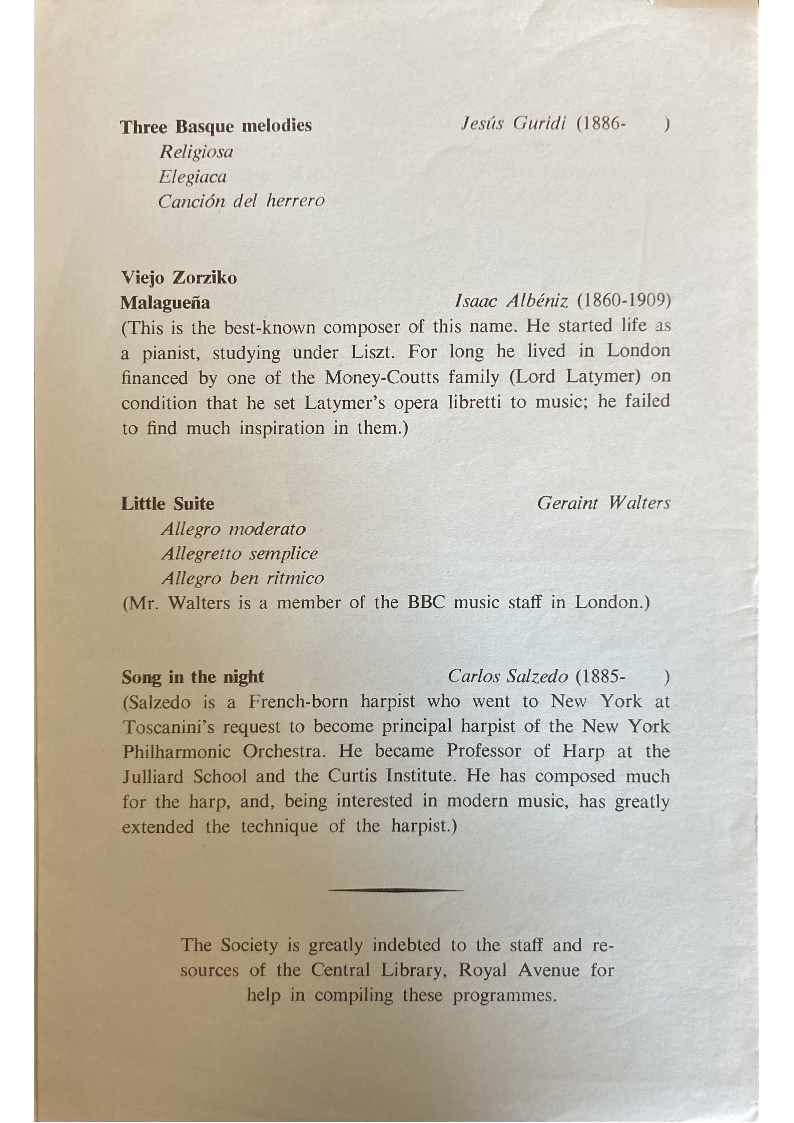 Three Basque melodies Jesús Guridi (1886- )
Religiosa
Elegiaca
Canción del herrero
Viejo Zorziko
Malagueña Isaac Albéniz (1860-1909)
(This is the best-known composer of this name. He started life as
a pianist, studying under Liszt. For long he lived in London
financed by one of the Money-Coutts family (Lord Latymer) on
condition that he set Latymer's opera libretti to music; he failed
to find much inspiration in them.)
Little Suite Geraint Walters
Allegro moderato
Allegretto semplice
Allegro ben ritmico
(Mr. Walters is a member of the BBC music staff in London.)
Song in the night Carlos Salzedo (1885- )
(Salzedo is a French-born harpist who went to New York at
Toscanini's request to become principal harpist of the New York
Philharmonic Orchestra. He became Professor of Harp at the
Julliard School and the Curtis Institute. He has composed much
for the harp, and, being interested in modern music, has greatly
extended the technique of the harpist.)
The Society is greatly indebted to the staff and re-
sources of the Central Library, Royal Avenue for
help in compiling these programmes.